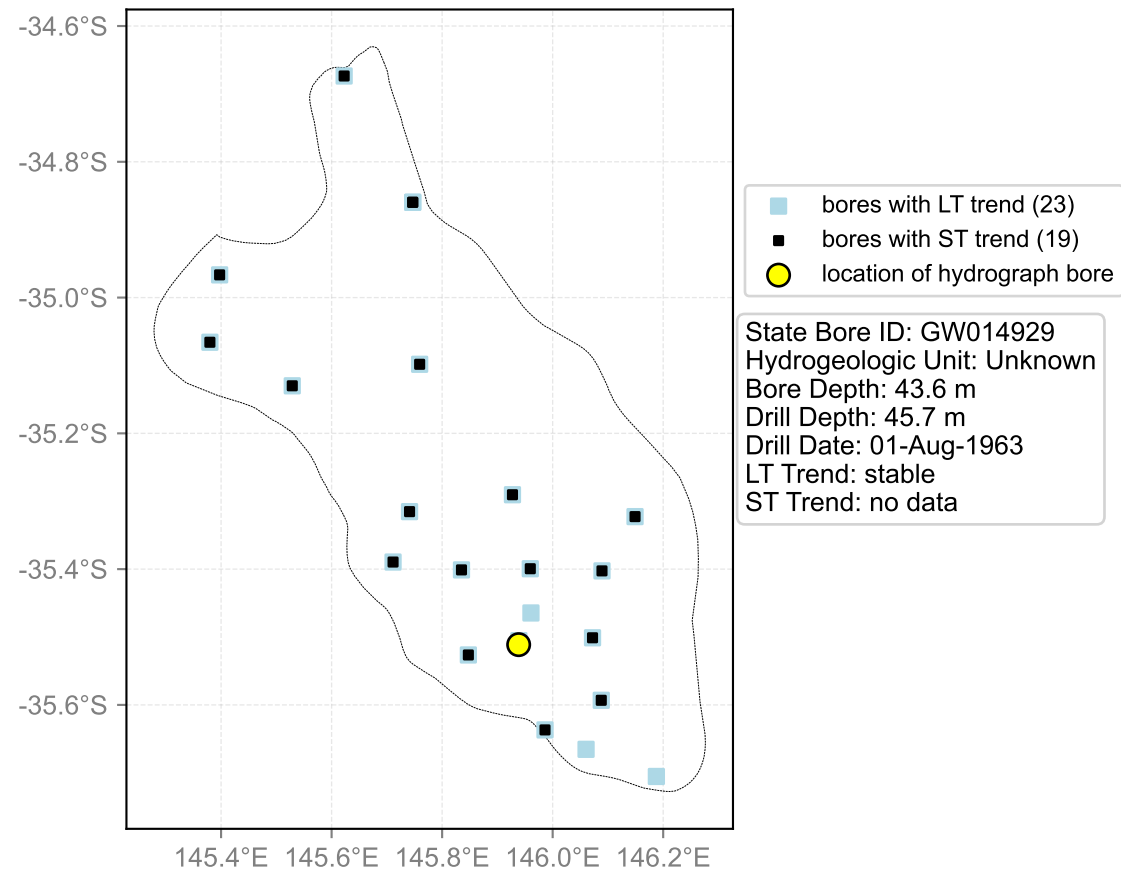 -34.6°S
-34.8°S
-35.0°S
-35.2°S
-35.4°S
-35.6°S
145.4°E 145.6°E 145.8°E 146.0°E 146.2°E
bores with LT trend (23)
bores with ST trend (19)
location of hydrograph bore
State Bore ID: GW014929
Hydrogeologic Unit: Unknown
Bore Depth: 43.6 m
Drill Depth: 45.7 m
Drill Date: 01-Aug-1963
LT Trend: stable
ST Trend: no data